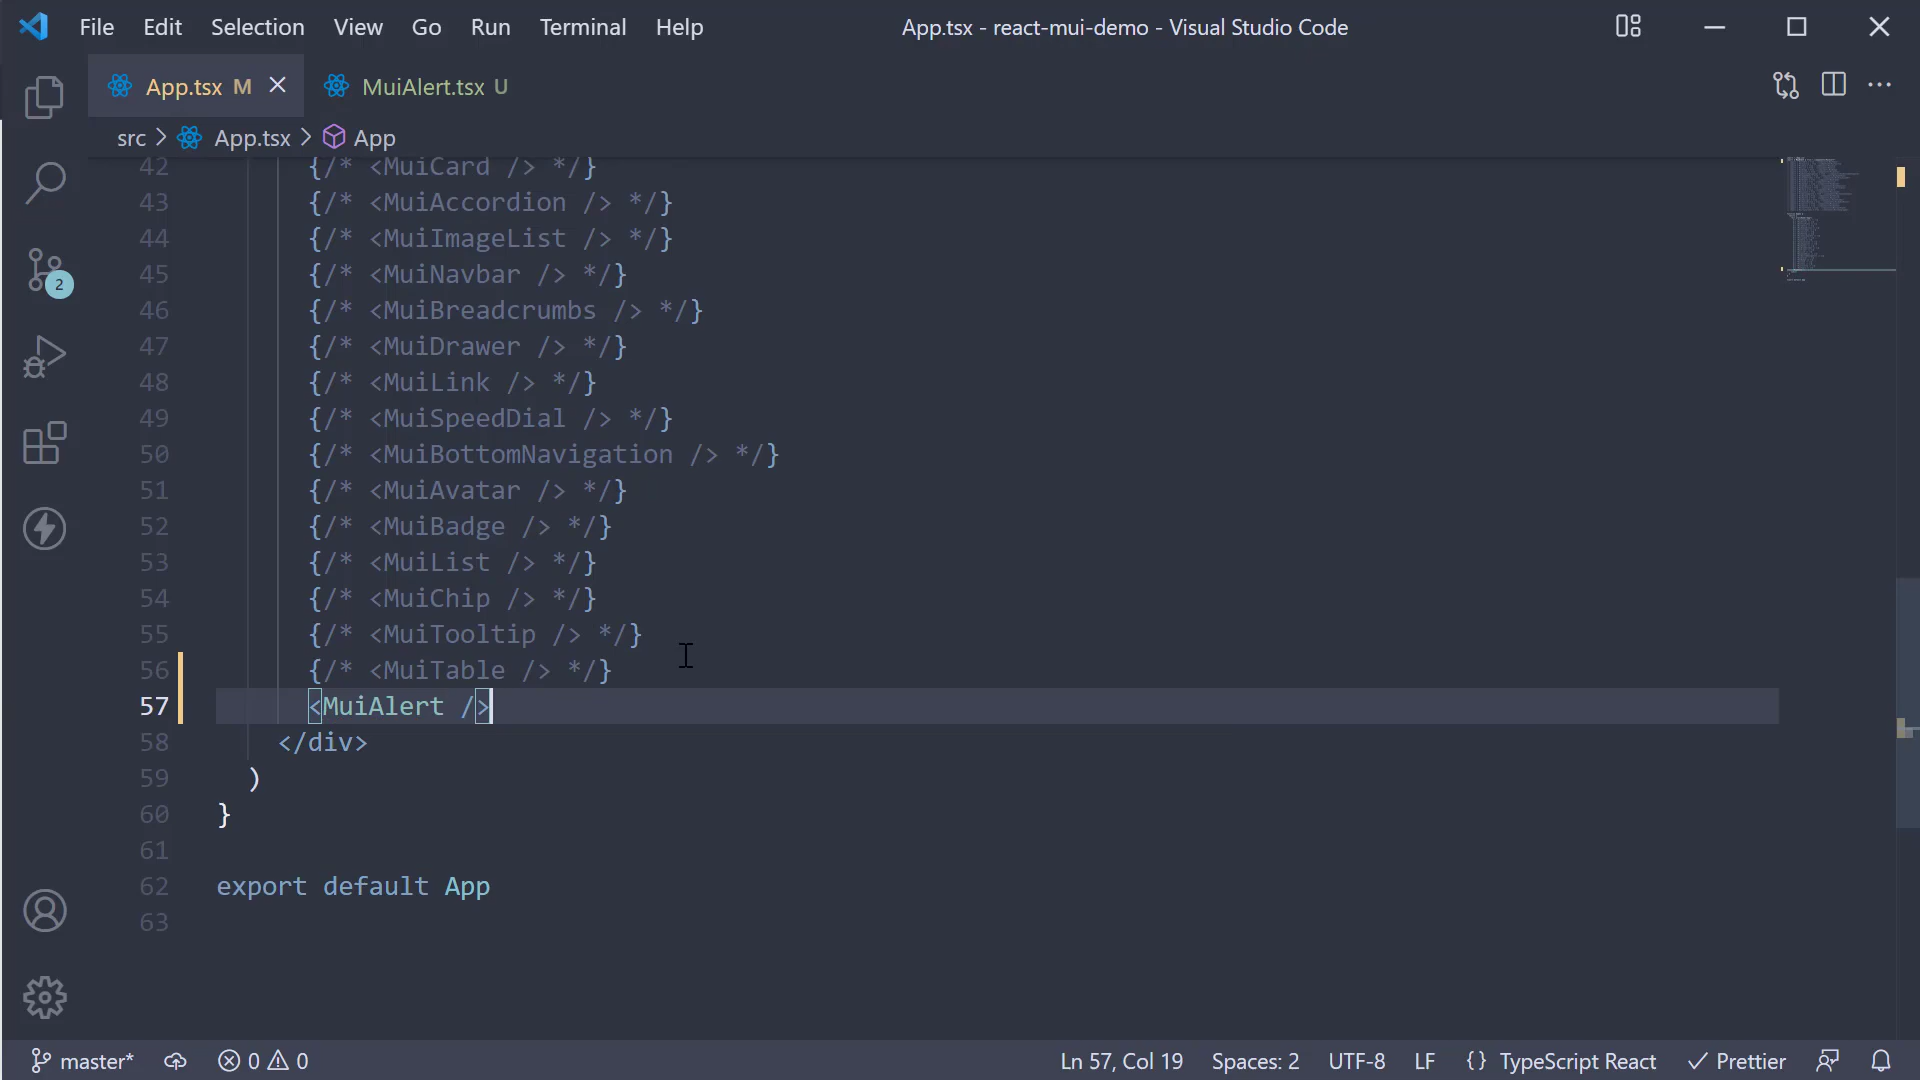 File Edit Selection View Go Run Terminal Help App.tsx - react-mui-demo - Visual Studio Code
App.tsx M MuiAlert.tsx U
src > App.tsx > App
42 {/* <MuiCard /> */}
43 {/* <MuiAccordion /> */}
44 {/* <MuiImageList /> */}
45 {/* <MuiNavbar /> */}
46 {/* <MuiBreadcrumbs /> */}
47 {/* <MuiDrawer /> */}
48 {/* <MuiLink /> */}
49 {/* <MuiSpeedDial /> */}
50 {/* <MuiBottomNavigation /> */}
51 {/* <MuiAvatar /> */}
52 {/* <MuiBadge /> */}
53 {/* <MuiList /> */}
54 {/* <MuiChip /> */}
55 {/* <MuiTooltip /> */}
56 {/* <MuiTable /> */}
57 <MuiAlert />
58 </div>
59 )
60 }
61
62 export default App
63
2
master* 0 0 Ln 57, Col 19 Spaces: 2 UTF-8 LF {} TypeScript React Prettier